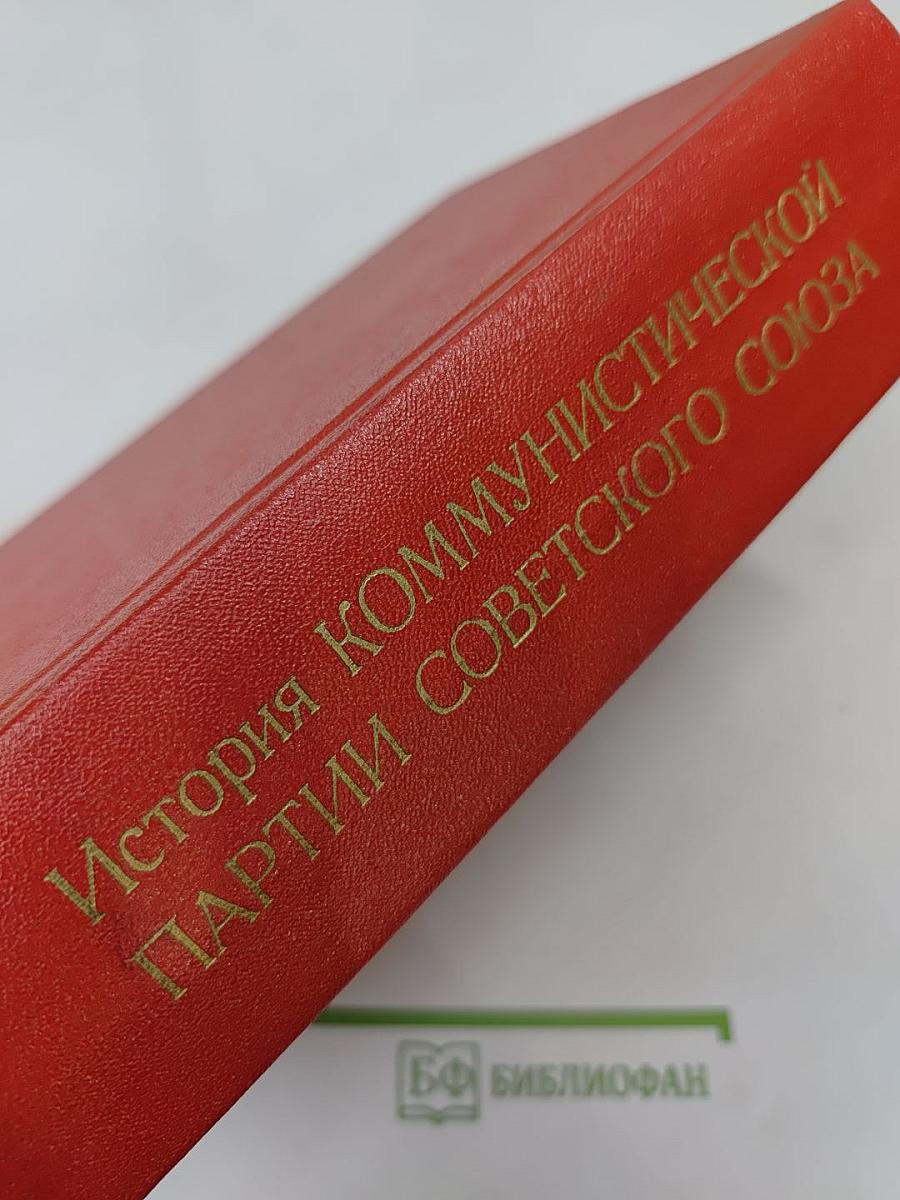 История КОММУНИСТИЧЕСКОЙ
ПАРТИИ СОВЕТСКОГО СОЮЗА
БФ БИБЛИОФАН